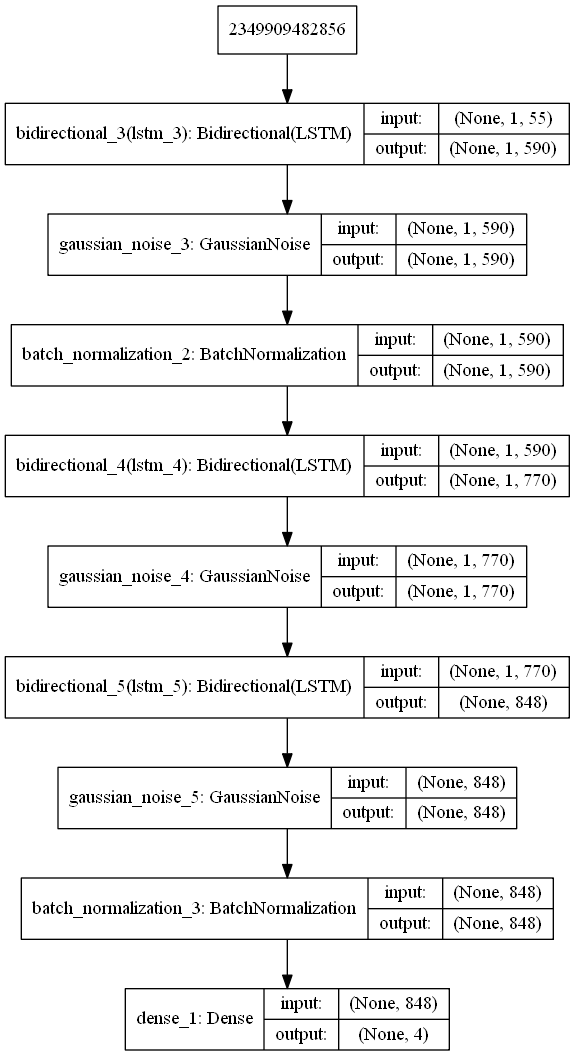 2349909482856
bidirectional_3(lstm_3): Bidirectional(LSTM)
input: (None, 1, 55)
output: (None, 1, 590)
gaussian_noise_3: GaussianNoise
input: (None, 1, 590)
output: (None, 1, 590)
batch_normalization_2: BatchNormalization
input: (None, 1, 590)
output: (None, 1, 590)
bidirectional_4(lstm_4): Bidirectional(LSTM)
input: (None, 1, 590)
output: (None, 1, 770)
gaussian_noise_4: GaussianNoise
input: (None, 1, 770)
output: (None, 1, 770)
bidirectional_5(lstm_5): Bidirectional(LSTM)
input: (None, 1, 770)
output: (None, 848)
gaussian_noise_5: GaussianNoise
input: (None, 848)
output: (None, 848)
batch_normalization_3: BatchNormalization
input: (None, 848)
output: (None, 848)
dense_1: Dense
input: (None, 848)
output: (None, 4)